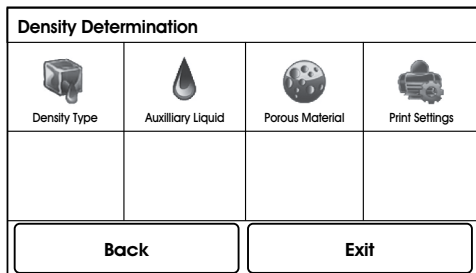 Density Determination
Density Type
Auxilliary Liquid
Porous Material
Print Settings
Back
Exit